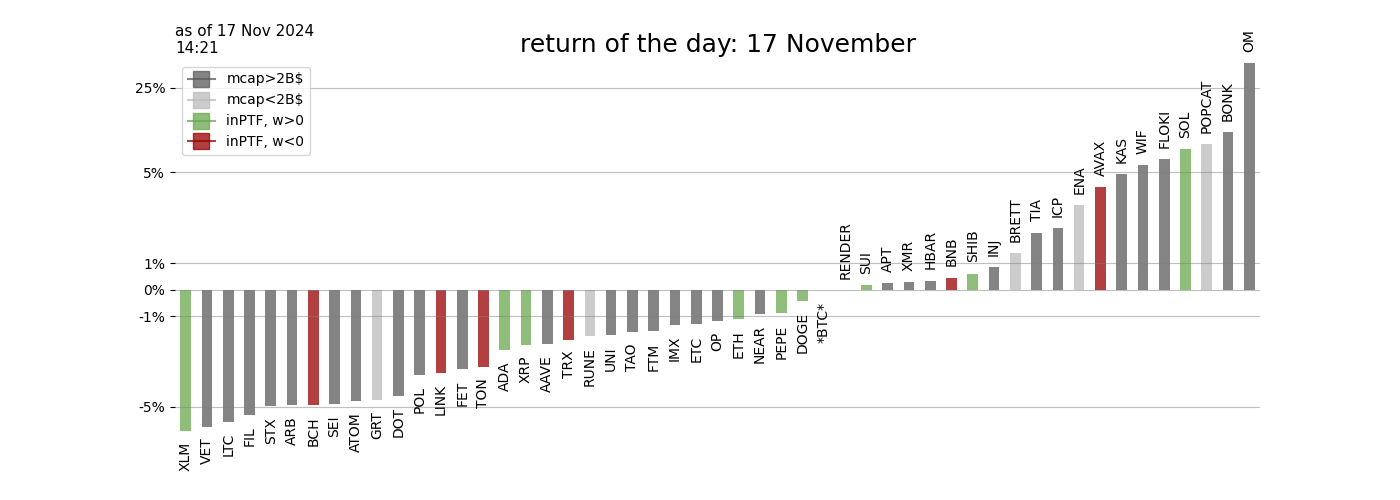 as of 17 Nov 2024
14:21
return of the day: 17 November
mcap>2B$
mcap<2B$
inPTF, w>0
inPTF, w<0
25%
5%
1%
0%
-1%
-5%
XLM
VET
LTC
FIL
STX
ARB
BCH
SEI
ATOM
GRT
DOT
POL
LINK
FET
TON
ADA
XRP
AAVE
TRX
RUNE
UNI
TAO
FTM
IMX
ETC
OP
ETH
NEAR
PEPE
DOGE
*BTC*
RENDER
SUI
APT
XMR
HBAR
BNB
SHIB
INJ
BRETT
TIA
ICP
ENA
AVAX
KAS
WIF
FLOKI
SOL
POPCAT
BONK
OM